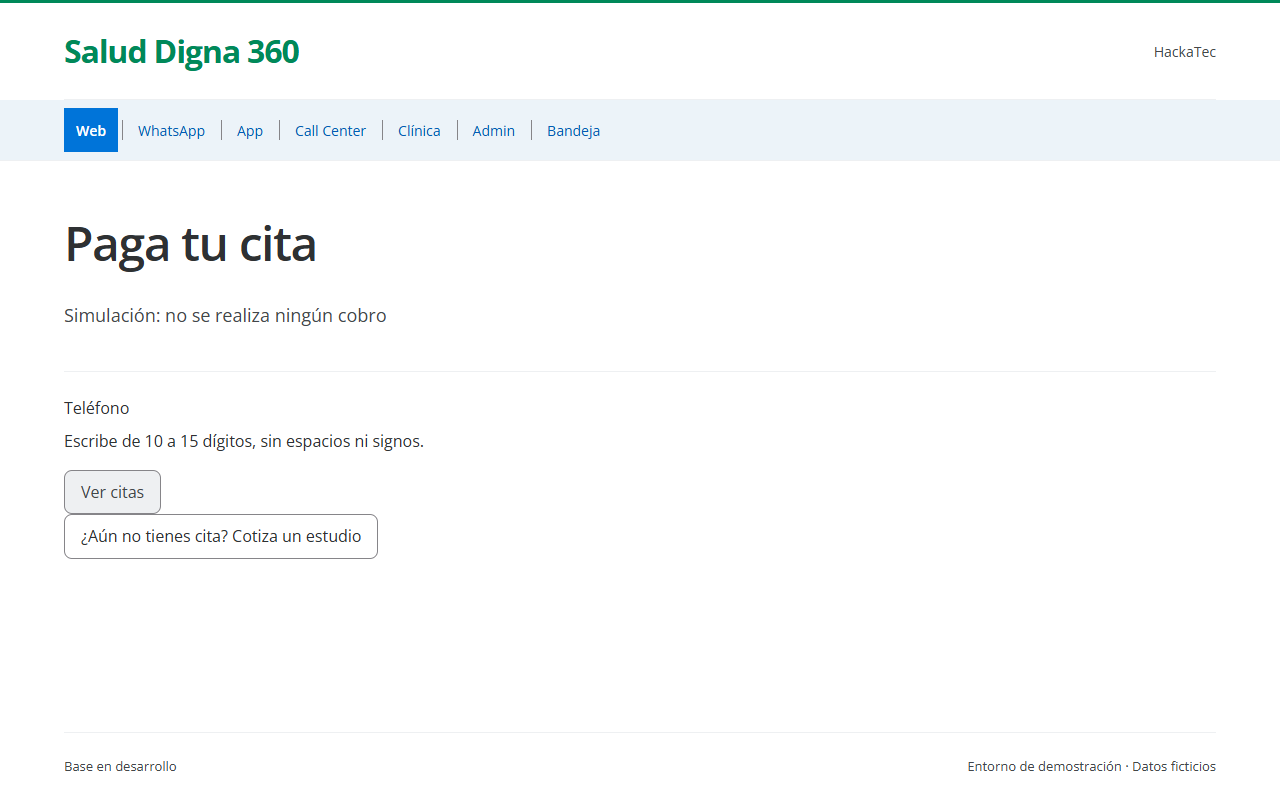 Salud Digna 360
HackaTec
Web
WhatsApp
App
Call Center
Clínica
Admin
Bandeja
Paga tu cita
Simulación: no se realiza ningún cobro
Teléfono
Escribe de 10 a 15 dígitos, sin espacios ni signos.
Ver citas
¿Aún no tienes cita? Cotiza un estudio
Base en desarrollo
Entorno de demostración · Datos ficticios